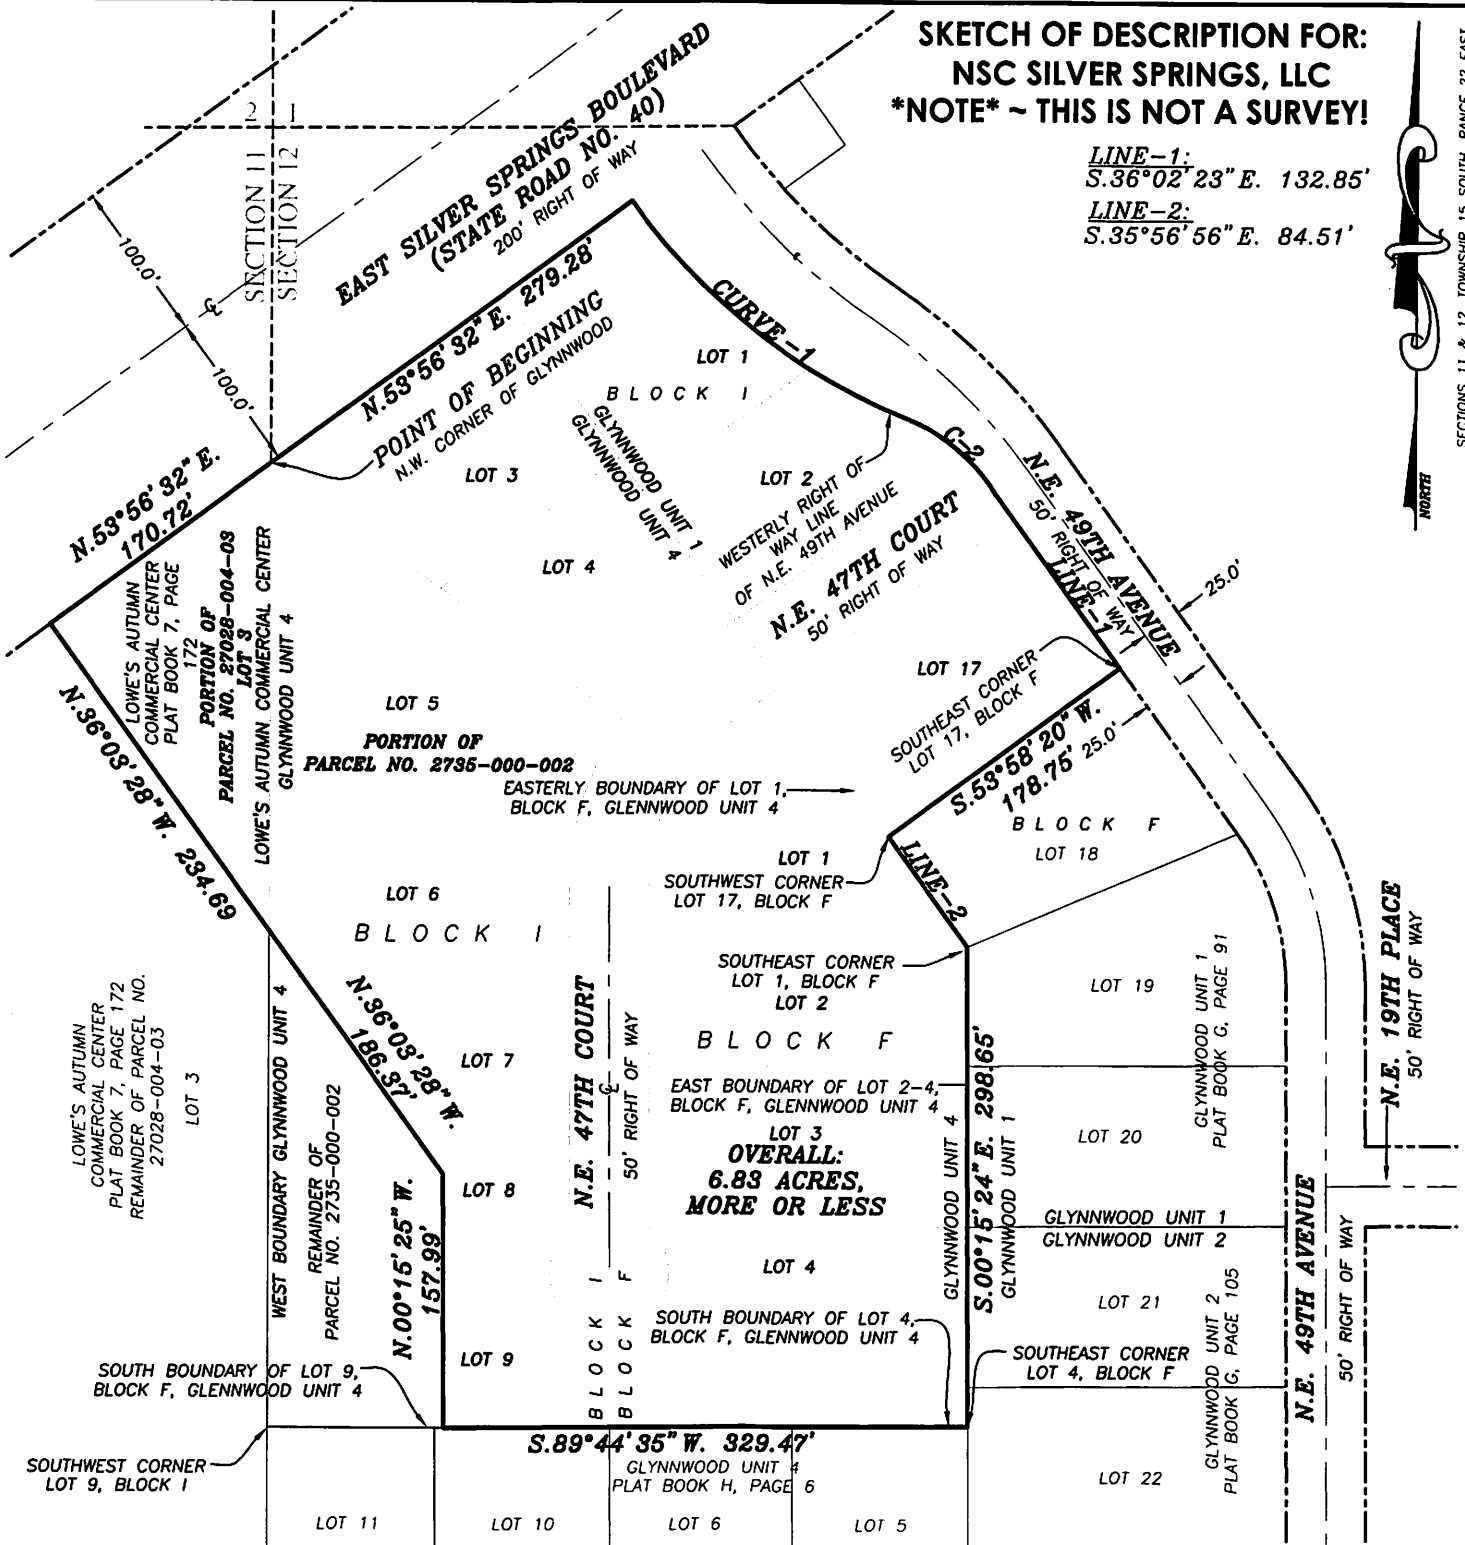 SKETCH OF DESCRIPTION FOR:
NSC SILVER SPRINGS, LLC
*NOTE* ~ THIS IS NOT A SURVEY!
LINE-1:
S.36°02'23"E. 132.85'
LINE-2:
S.35°56'56"E. 84.51'
SECTIONS 11 & 12, TOWNSHIP 15 SOUTH, RANGE 22 EAST
NORTH
2 1
SECTION 11
SECTION 12
100.0'
100.0'
EAST SILVER SPRINGS BOULEVARD
(STATE ROAD NO. 40)
200' RIGHT OF WAY
N.53°56'32"E. 279.28'
POINT OF BEGINNING
N.W. CORNER OF GLYNNWOOD
N.53°56'32"E.
170.72'
CURVE-1
LOT 1
BLOCK I
GLYNNWOOD UNIT 1
GLYNNWOOD UNIT 4
LOT 3
LOT 2
C-2
WESTERLY RIGHT OF
WAY LINE
OF N.E. 49TH AVENUE
N.E. 47TH COURT
50' RIGHT OF WAY
N.E. 49TH AVENUE
50' RIGHT OF WAY
LINE-1
25.0'
LOT 4
LOT 17
SOUTHEAST CORNER
LOT 17, BLOCK F
S.53°58'20"W.
178.75'
25.0'
LOWE'S AUTUMN
COMMERCIAL CENTER
PLAT BOOK 7, PAGE
172
PORTION OF
PARCEL NO. 27028-004-03
LOT 3
LOWE'S AUTUMN COMMERCIAL CENTER
GLYNNWOOD UNIT 4
LOT 5
PORTION OF
PARCEL NO. 2735-000-002
EASTERLY BOUNDARY OF LOT 1,
BLOCK F, GLENNWOOD UNIT 4
BLOCK F
LOT 18
N.36°03'28"W. 234.69
LOT 1
SOUTHWEST CORNER
LOT 17, BLOCK F
LINE-2
LOT 6
BLOCK I
SOUTHEAST CORNER
LOT 1, BLOCK F
LOT 2
BLOCK F
LOT 19
GLYNNWOOD UNIT 1
PLAT BOOK G, PAGE 91
N.E. 19TH PLACE
50' RIGHT OF WAY
LOWE'S AUTUMN
COMMERCIAL CENTER
PLAT BOOK 7, PAGE 172
REMAINDER OF PARCEL NO.
27028-004-03
LOT 3
WEST BOUNDARY GLYNNWOOD UNIT 4
REMAINDER OF
PARCEL NO. 2735-000-002
N.36°03'28"W.
186.37'
LOT 7
N.E. 47TH COURT
50' RIGHT OF WAY
EAST BOUNDARY OF LOT 2-4,
BLOCK F, GLENNWOOD UNIT 4
LOT 3
OVERALL:
6.83 ACRES,
MORE OR LESS
GLYNNWOOD UNIT 4
S.00°15'24"E. 298.65'
GLYNNWOOD UNIT 1
LOT 20
LOT 8
N.00°15'25"W.
157.99'
GLYNNWOOD UNIT 1
GLYNNWOOD UNIT 2
LOT 4
LOT 21
GLYNNWOOD UNIT 2
PLAT BOOK G, PAGE 105
N.E. 49TH AVENUE
50' RIGHT OF WAY
BLOCK I
BLOCK F
SOUTH BOUNDARY OF LOT 4,
BLOCK F, GLENNWOOD UNIT 4
LOT 9
SOUTHEAST CORNER
LOT 4, BLOCK F
SOUTH BOUNDARY OF LOT 9,
BLOCK F, GLENNWOOD UNIT 4
SOUTHWEST CORNER
LOT 9, BLOCK I
S.89°44'35"W. 329.47'
GLYNNWOOD UNIT 4
PLAT BOOK H, PAGE 6
LOT 22
LOT 11
LOT 10
LOT 6
LOT 5